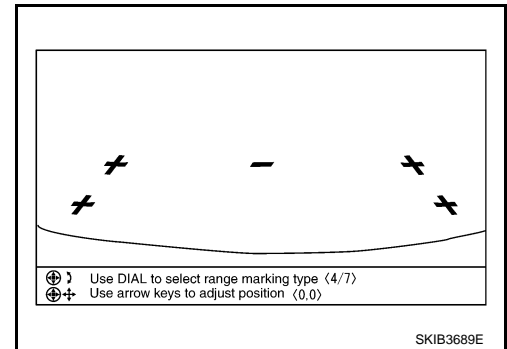 Use DIAL to select range marking type 〈4/7〉
Use arrow keys to adjust position 〈0,0〉
SKIB3689E